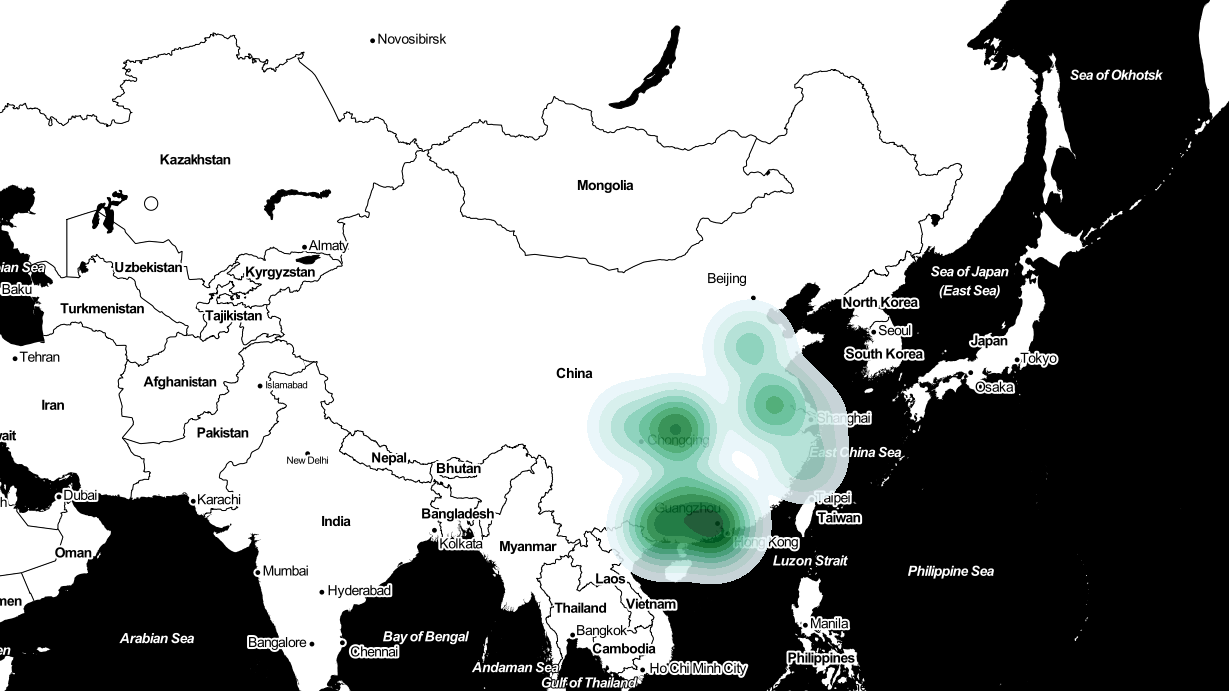 Novosibirsk
Sea of Okhotsk
Kazakhstan
Mongolia
Almaty
ian Sea
Uzbekistan
Kyrgyzstan
Beijing
Sea of Japan
(East Sea)
Baku
Turkmenistan
Tajikistan
North Korea
Seoul
South Korea
Japan
Tokyo
Tehran
China
Afghanistan
Islamabad
Osaka
Iran
Pakistan
Shanghai
wait
Chongqing
East China Sea
New Delhi
Nepal
Bhutan
Dubai
Karachi
Taipei
Bangladesh
Guangzhou
Taiwan
India
Kolkata
Myanmar
Hong Kong
Oman
Luzon Strait
Mumbai
Philippine Sea
Laos
Hyderabad
men
Thailand
Vietnam
Manila
Arabian Sea
Bay of Bengal
Bangkok
Bangalore
Chennai
Cambodia
Philippines
en
Andaman Sea
Ho Chi Minh City
Gulf of Thailand